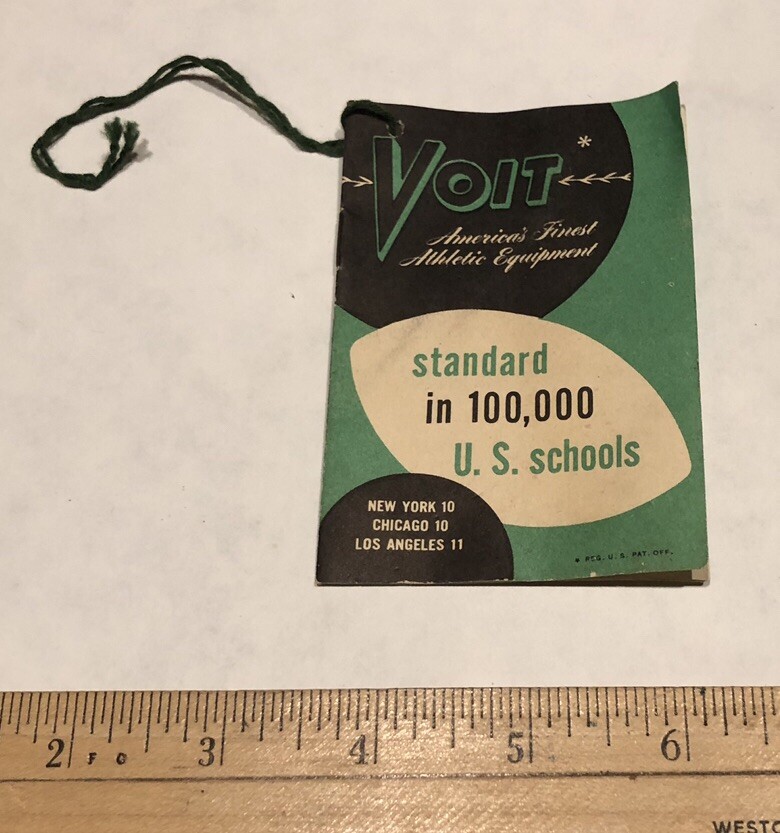 VOIT *
America's Finest
Athletic Equipment
standard
in 100,000
U. S. schools
NEW YORK 10
CHICAGO 10
LOS ANGELES 11
* REG. U. S. PAT. OFF.
2 F G 3 4 5 6